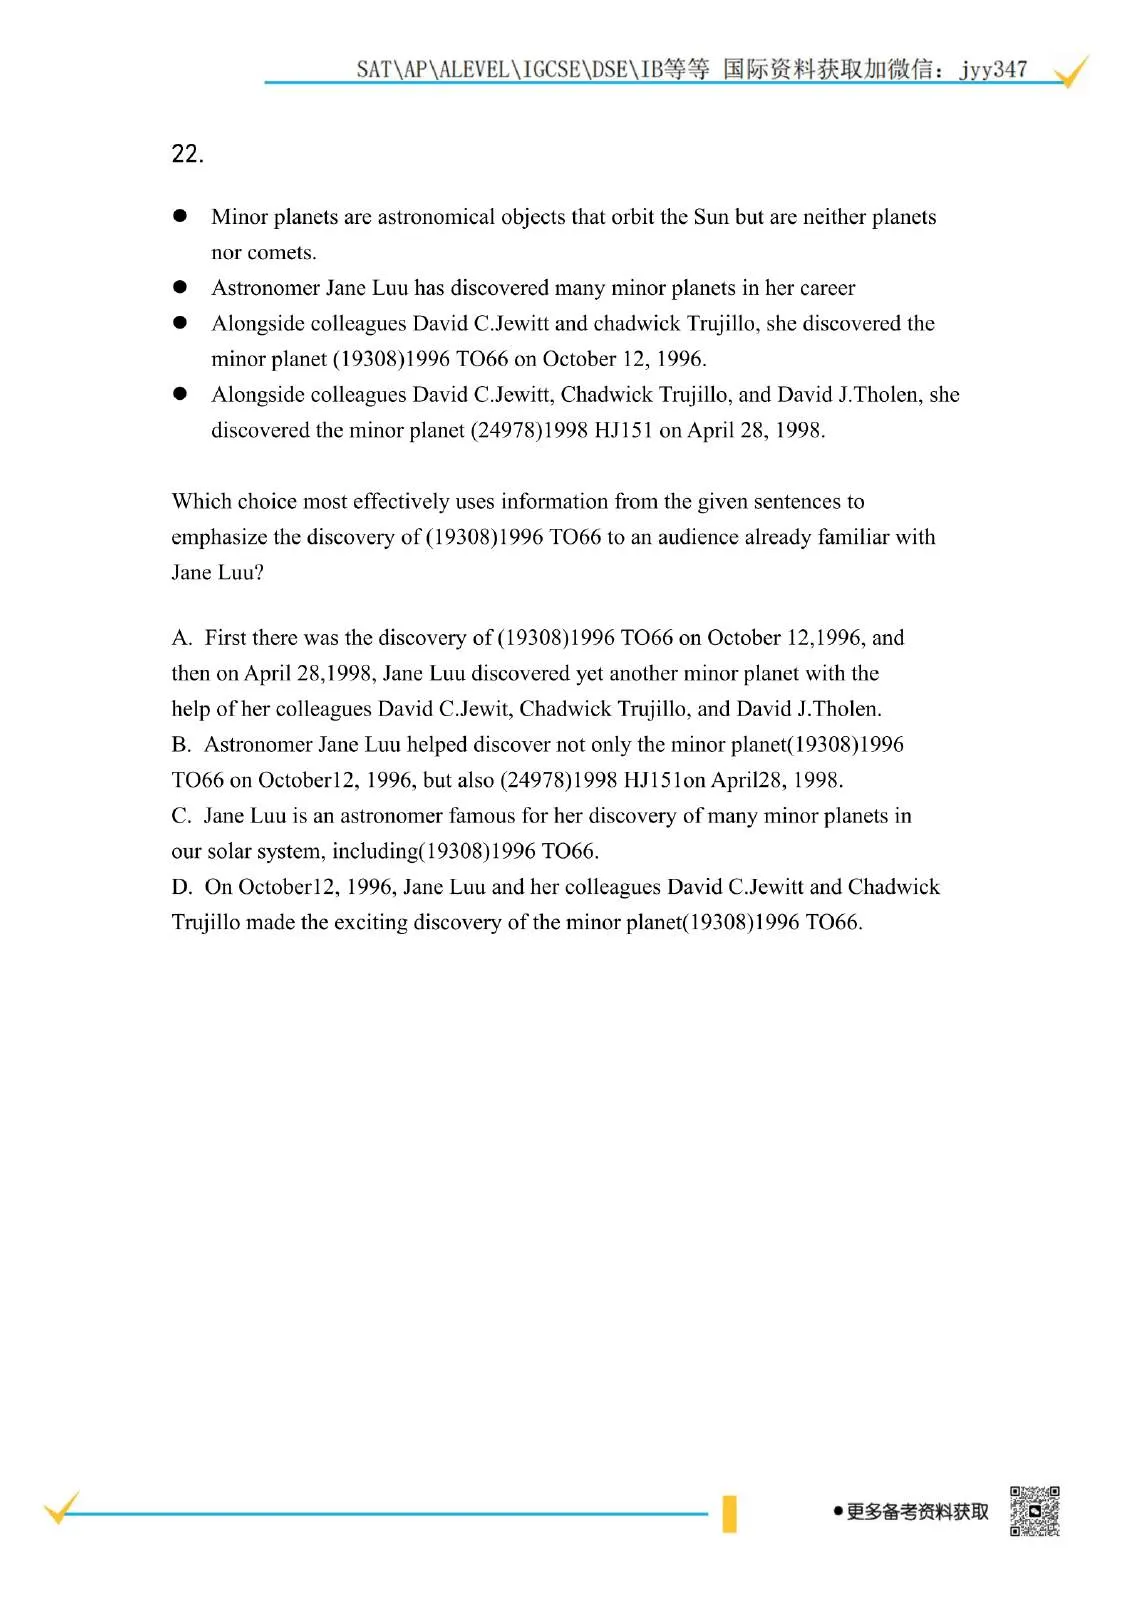 SAT\AP\ALEVEL\IGCSE\DSE\IB等等 国际资料获取加微信: jyy347
22.
● Minor planets are astronomical objects that orbit the Sun but are neither planets
nor comets.
● Astronomer Jane Luu has discovered many minor planets in her career
● Alongside colleagues David C.Jewitt and chadwick Trujillo, she discovered the
minor planet (19308)1996 TO66 on October 12, 1996.
● Alongside colleagues David C.Jewitt, Chadwick Trujillo, and David J.Tholen, she
discovered the minor planet (24978)1998 HJ151 on April 28, 1998.
Which choice most effectively uses information from the given sentences to
emphasize the discovery of (19308)1996 TO66 to an audience already familiar with
Jane Luu?
A. First there was the discovery of (19308)1996 TO66 on October 12,1996, and
then on April 28,1998, Jane Luu discovered yet another minor planet with the
help of her colleagues David C.Jewit, Chadwick Trujillo, and David J.Tholen.
B. Astronomer Jane Luu helped discover not only the minor planet(19308)1996
TO66 on October12, 1996, but also (24978)1998 HJ151on April28, 1998.
C. Jane Luu is an astronomer famous for her discovery of many minor planets in
our solar system, including(19308)1996 TO66.
D. On October12, 1996, Jane Luu and her colleagues David C.Jewitt and Chadwick
Trujillo made the exciting discovery of the minor planet(19308)1996 TO66.
●更多备考资料获取